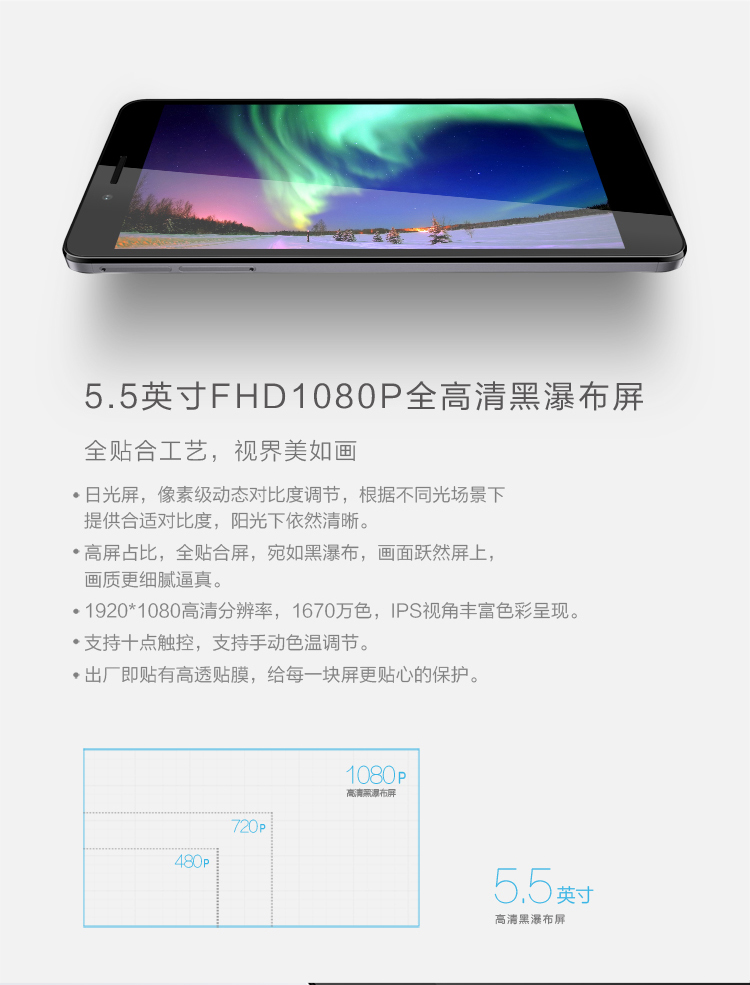 5.5英寸FHD1080P全高清黑瀑布屏
全贴合工艺，视界美如画
•日光屏，像素级动态对比度调节，根据不同光场景下
提供合适对比度，阳光下依然清晰。
•高屏占比，全贴合屏，宛如黑瀑布，画面跃然屏上，
画质更细腻逼真。
•1920*1080高清分辨率，1670万色，IPS视角丰富色彩呈现。
•支持十点触控，支持手动色温调节。
•出厂即贴有高透贴膜，给每一块屏更贴心的保护。
1080P
高清黑瀑布屏
720P
480P
5.5英寸
高清黑瀑布屏